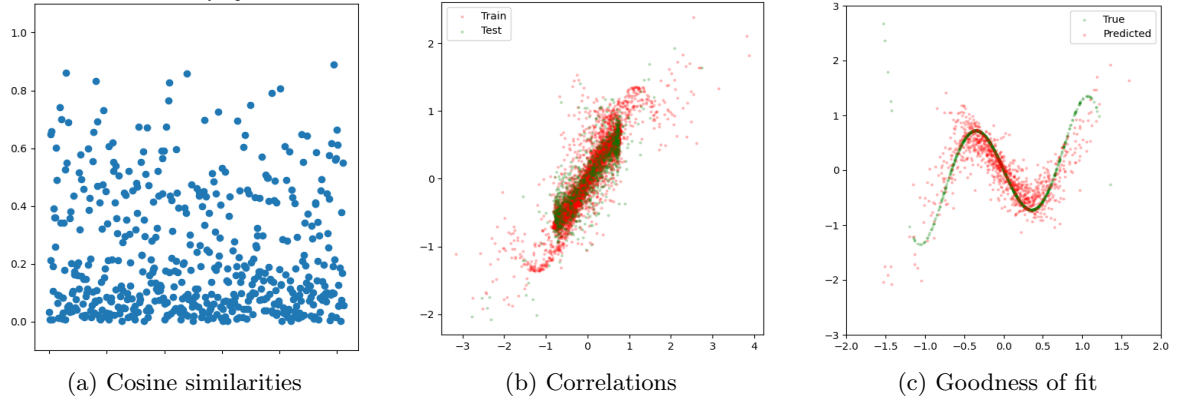 1.0
0.8
0.6
0.4
0.2
0.0
(a) Cosine similarities
Train
Test
2
1
0
−1
−2
−3 −2 −1 0 1 2 3 4
(b) Correlations
True
Predicted
3
2
1
0
−1
−2
−3
−2.0 −1.5 −1.0 −0.5 0.0 0.5 1.0 1.5 2.0
(c) Goodness of fit